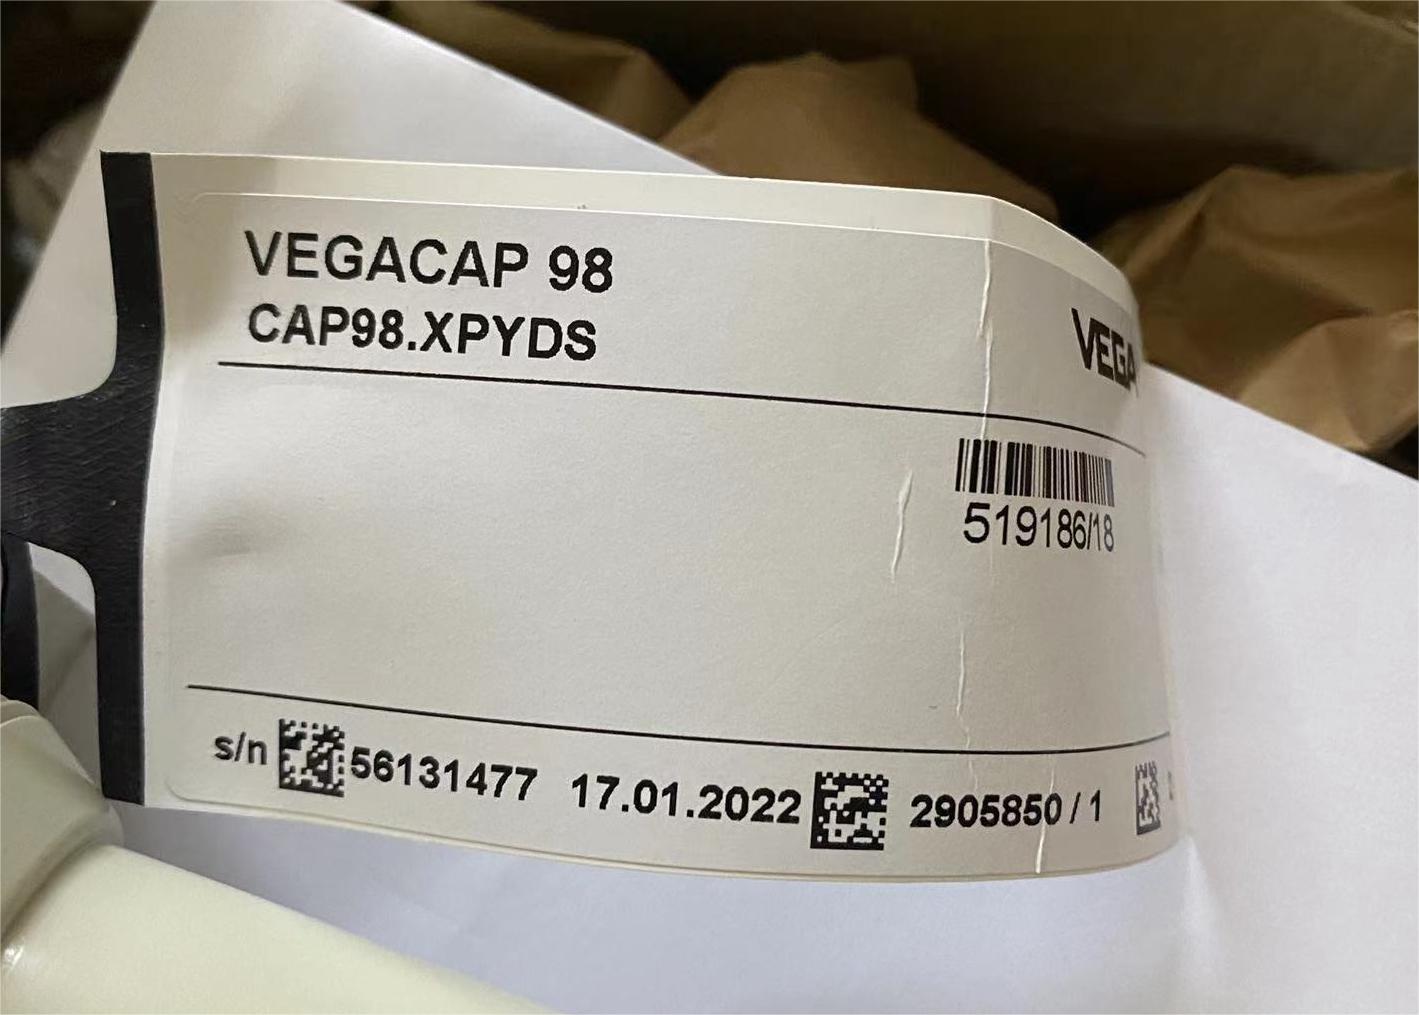 VEGACAP 98
CAP98.XPYDS
VEGA
519186/18
s/n 56131477 17.01.2022 2905850 / 1